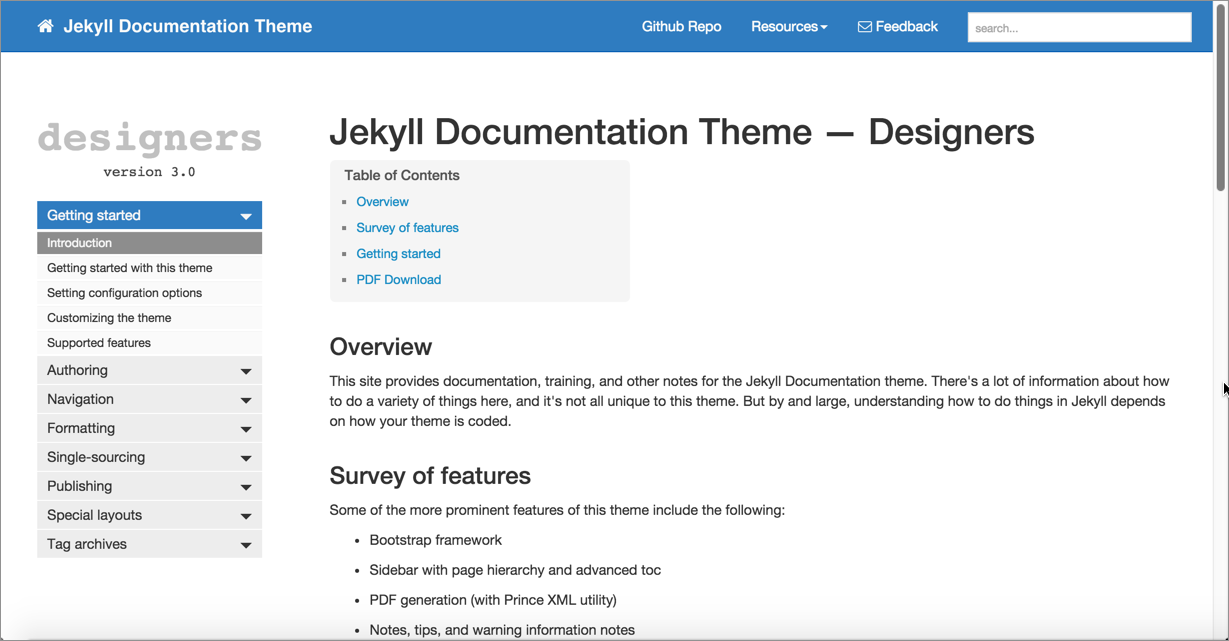 Jekyll Documentation Theme
Github Repo
Resources
Feedback
search...
designers
version 3.0
Getting started
Introduction
Getting started with this theme
Setting configuration options
Customizing the theme
Supported features
Authoring
Navigation
Formatting
Single-sourcing
Publishing
Special layouts
Tag archives
Jekyll Documentation Theme — Designers
Table of Contents
Overview
Survey of features
Getting started
PDF Download
Overview
This site provides documentation, training, and other notes for the Jekyll Documentation theme. There's a lot of information about how
to do a variety of things here, and it's not all unique to this theme. But by and large, understanding how to do things in Jekyll depends
on how your theme is coded.
Survey of features
Some of the more prominent features of this theme include the following:
• Bootstrap framework
• Sidebar with page hierarchy and advanced toc
• PDF generation (with Prince XML utility)
• Notes, tips, and warning information notes